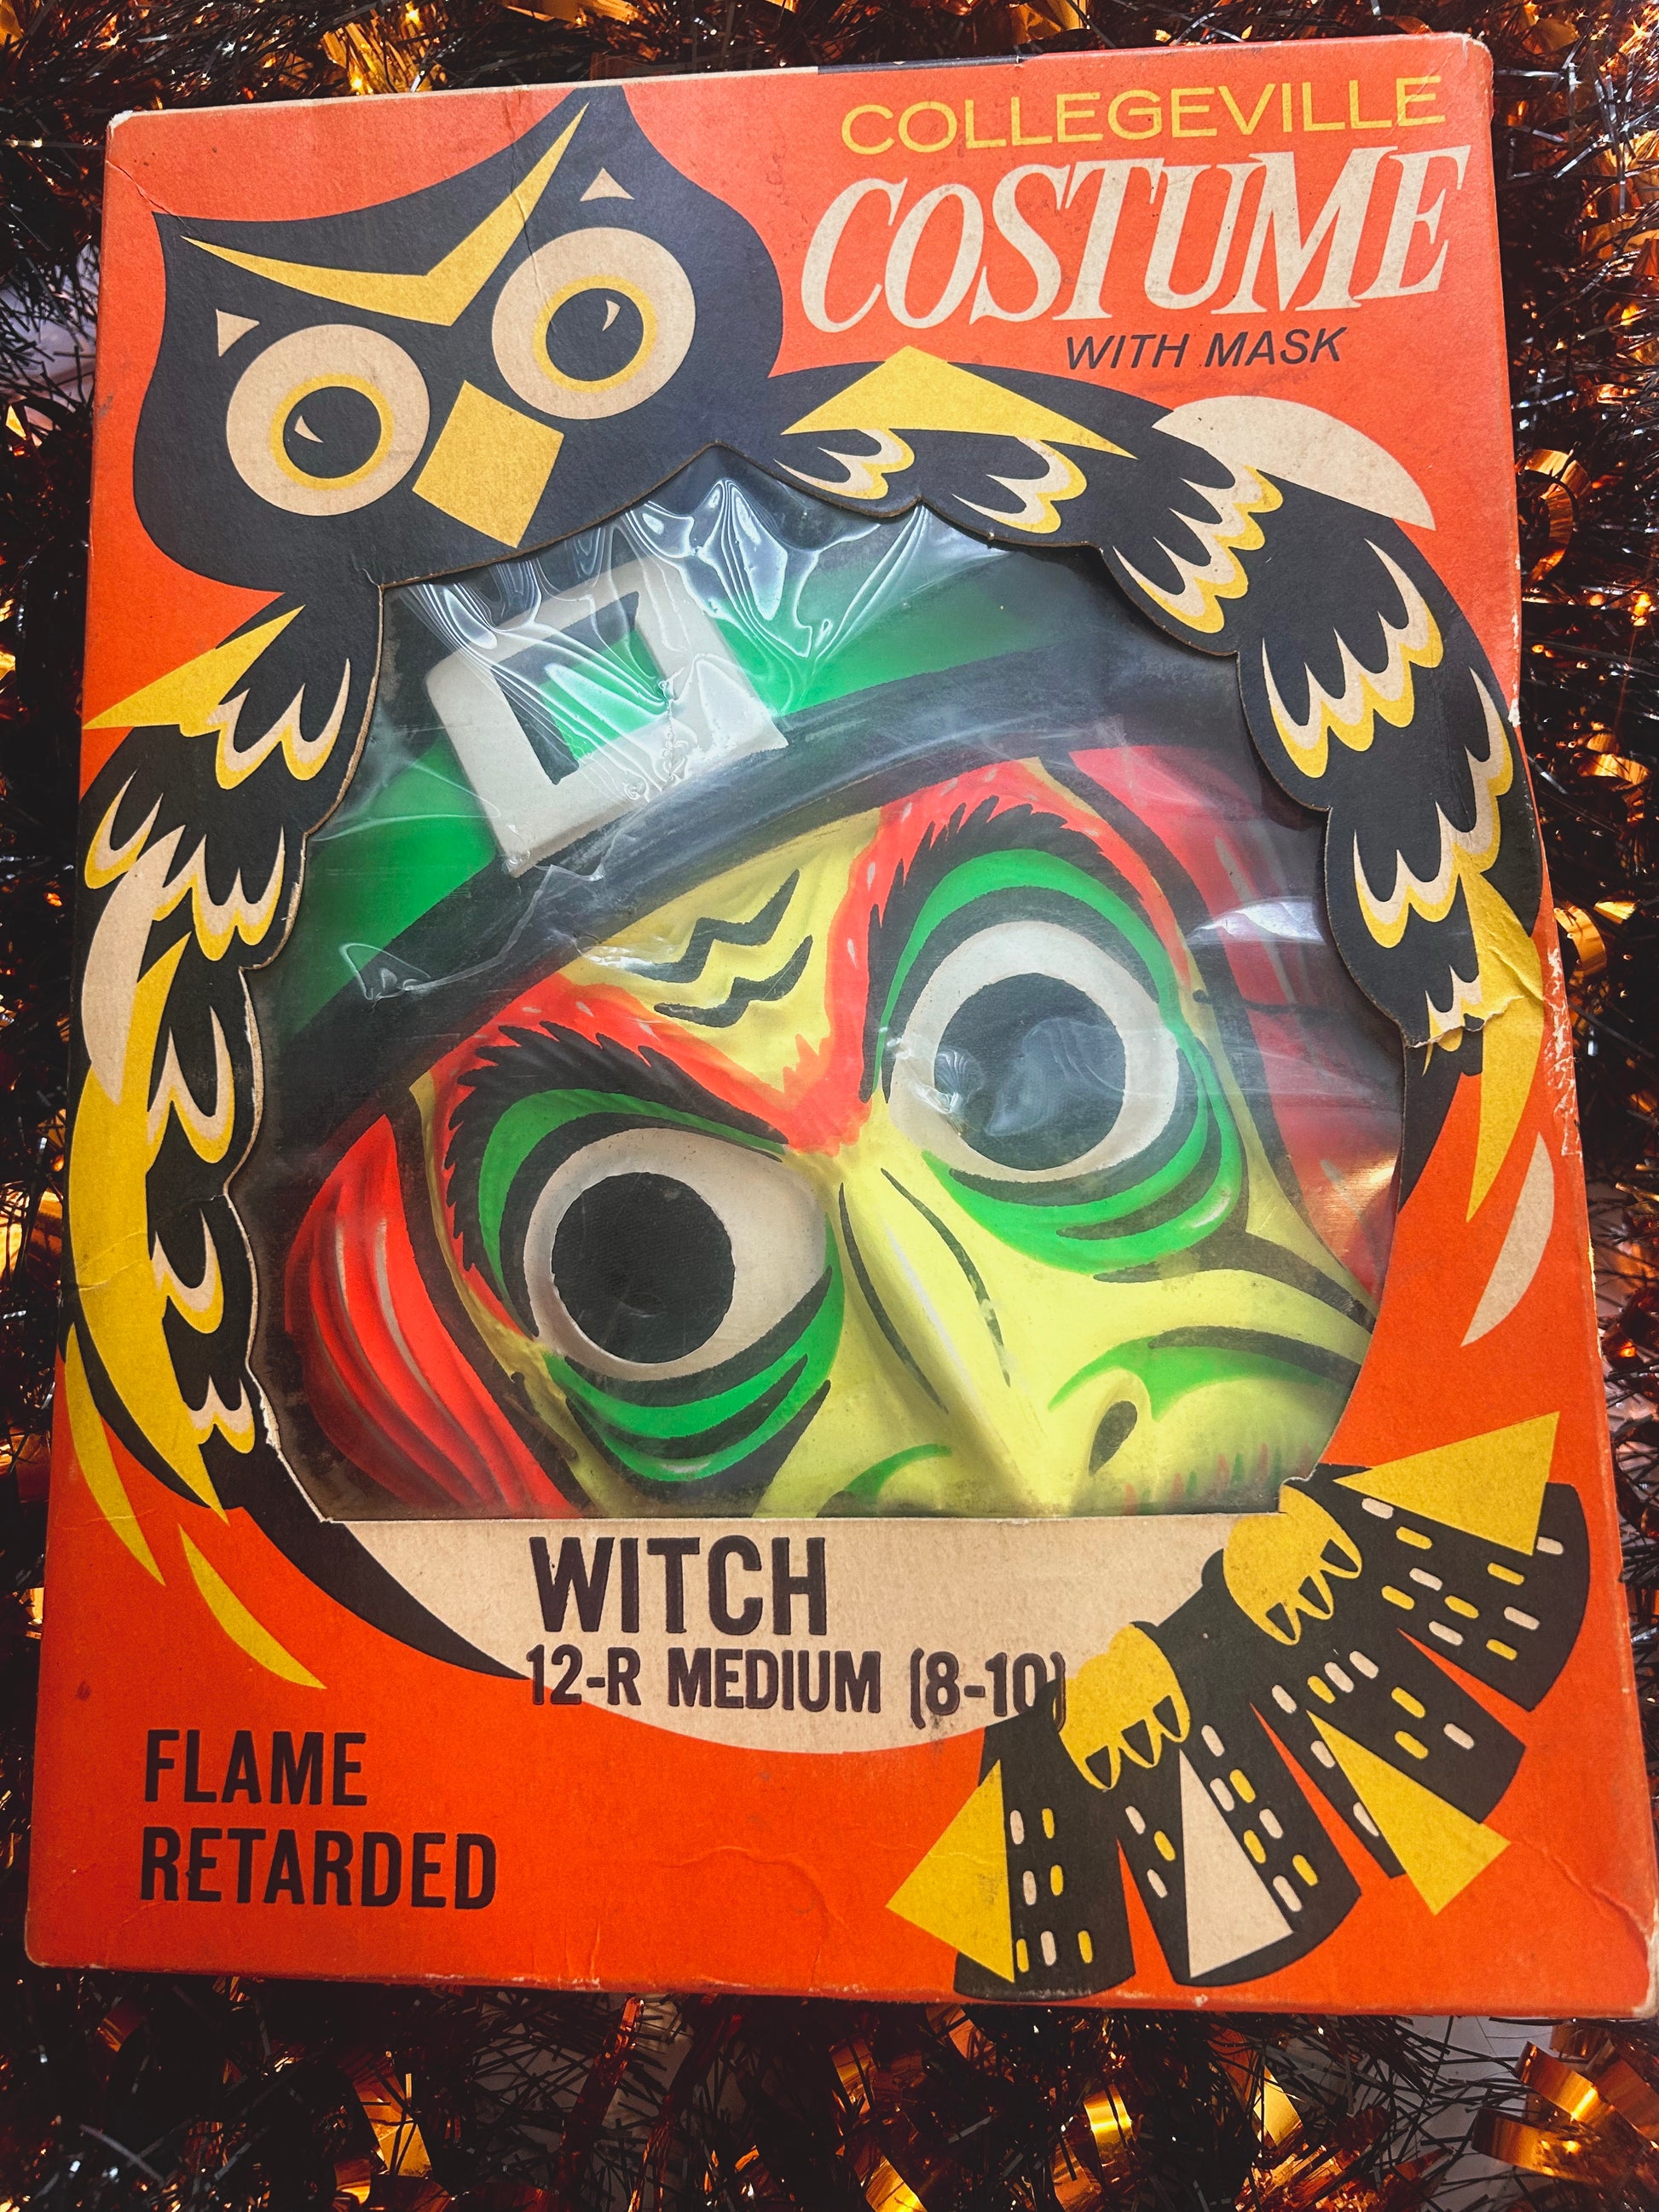 COLLEGEVILLE
COSTUME
WITH MASK
WITCH
12-R MEDIUM (8-10)
FLAME
RETARDED